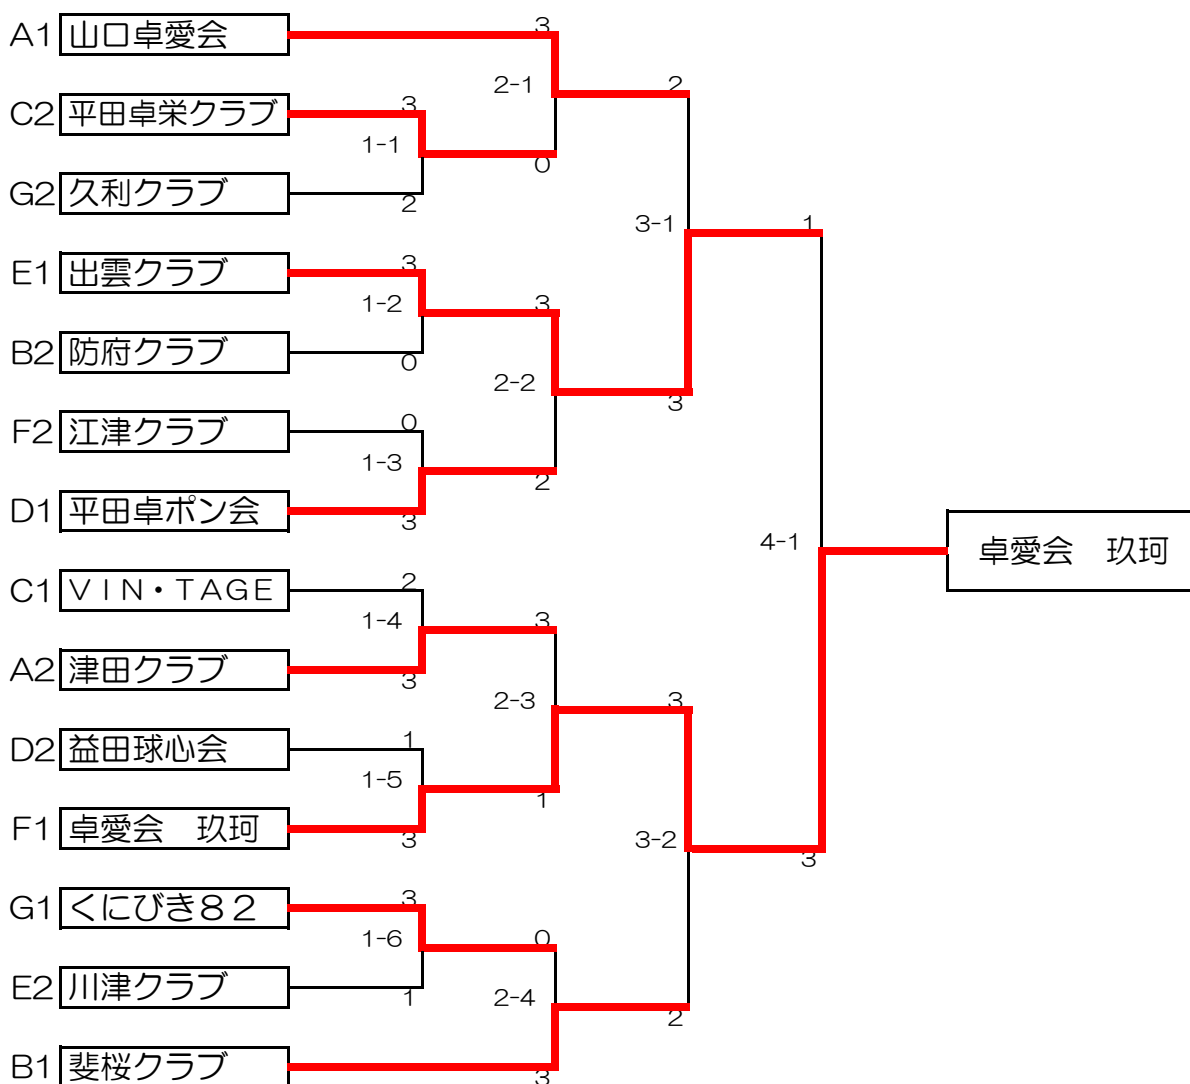 A1 山口卓愛会 3
2-1 2
C2 平田卓栄クラブ 3
1-1 0
G2 久利クラブ 2
3-1 1
E1 出雲クラブ 3
1-2 3
B2 防府クラブ 0
2-2 3
F2 江津クラブ 0
1-3 2
D1 平田卓ポン会 3
4-1 卓愛会 玖珂
C1 VIN・TAGE 2
1-4 3
A2 津田クラブ 3
2-3 3
D2 益田球心会 1
1-5 1
F1 卓愛会 玖珂 3
3-2 3
G1 くにびき82 3
1-6 0
E2 川津クラブ 1
2-4 2
B1 斐桜クラブ 3